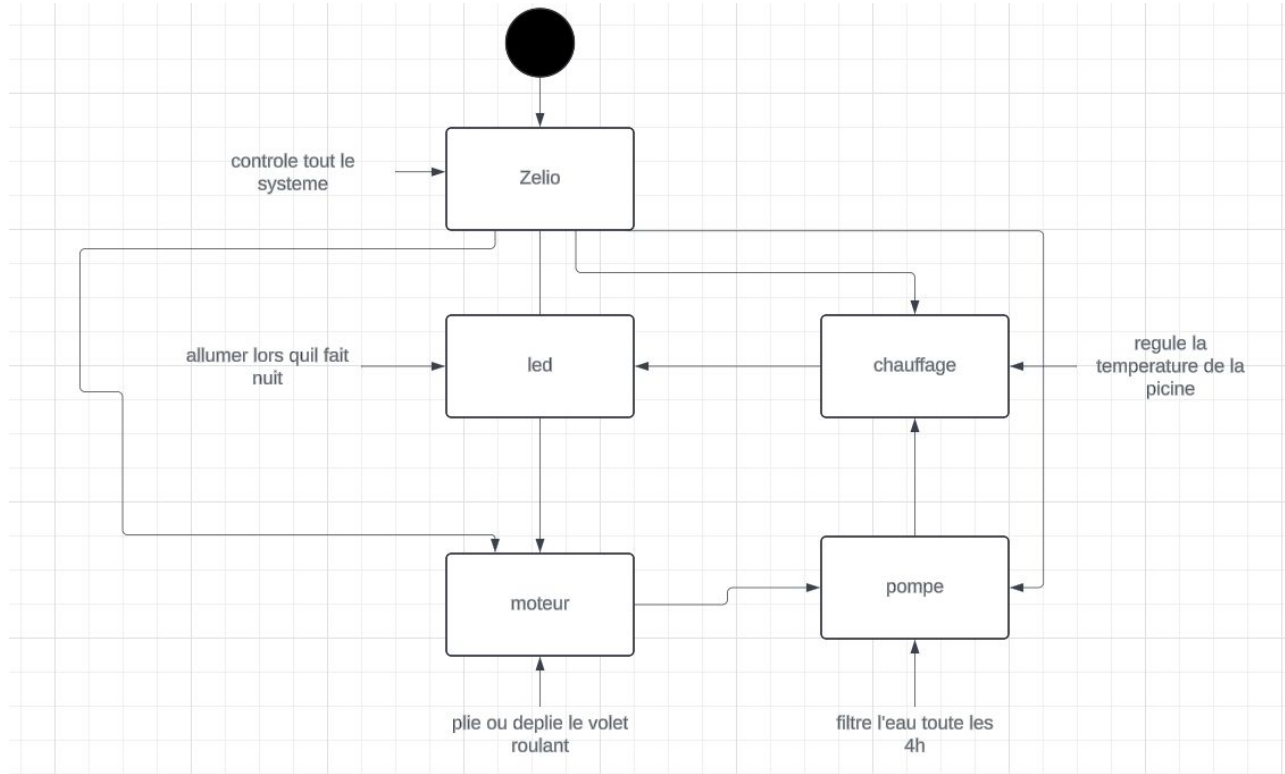 controle tout le
systeme
Zelio
allumer lors quil fait
nuit
led
chauffage
regule la
temperature de la
picine
moteur
pompe
plie ou deplie le volet
roulant
filtre l'eau toute les
4h